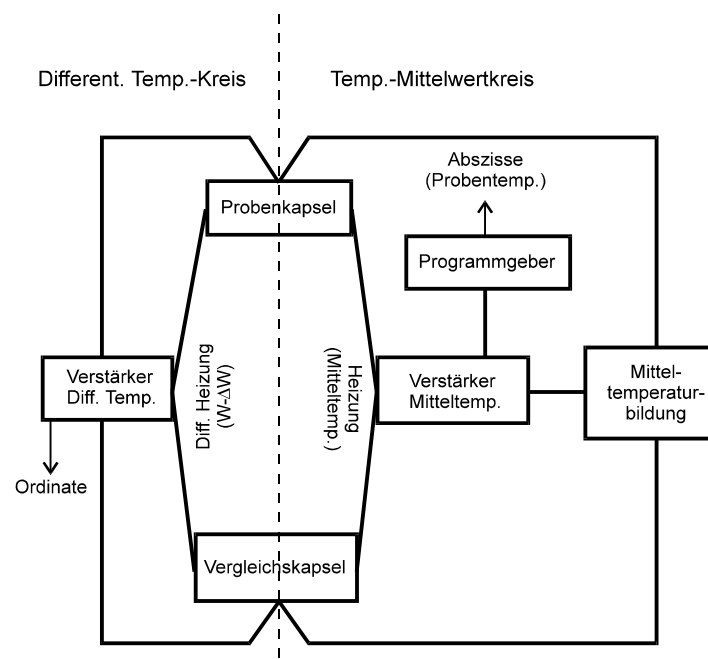 Different. Temp.-Kreis
Temp.-Mittelwertkreis
Abszisse
(Probentemp.)
Probenkapsel
Programmgeber
Verstärker
Diff. Temp.
Diff. Heizung
(W-ΔW)
Heizung
(Mitteltemp.)
Verstärker
Mitteltemp.
Mittel-
temperatur-
bildung
Ordinate
Vergleichskapsel